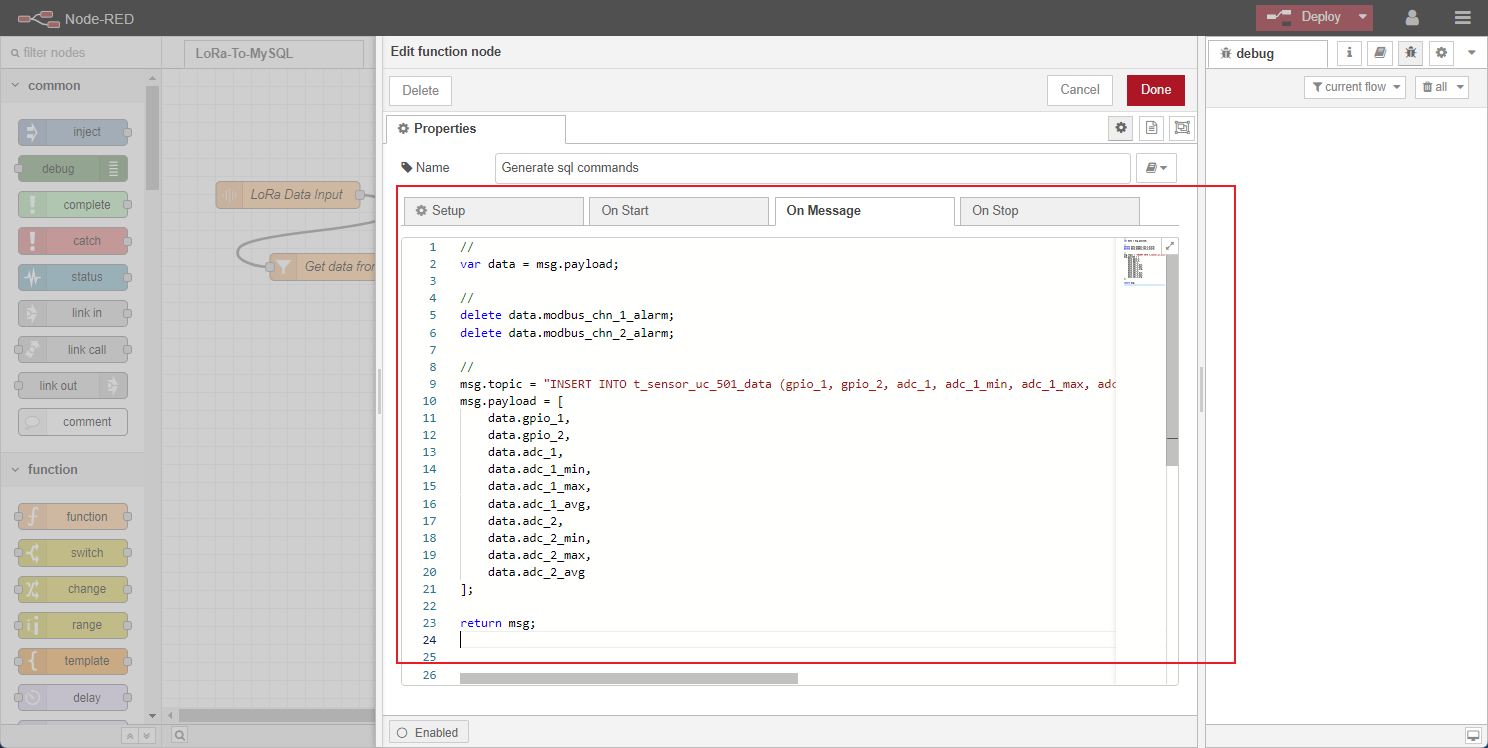 Node-RED
Deploy
filter nodes
LoRa-To-MySQL
Edit function node
debug
common
Delete
Cancel
Done
current flow
all
inject
debug
complete
catch
status
link in
link call
link out
comment
function
function
switch
change
range
template
delay
LoRa Data Input
Get data fro
Properties
Name
Generate sql commands
Setup
On Start
On Message
On Stop
1 //
2 var data = msg.payload;
3
4 //
5 delete data.modbus_chn_1_alarm;
6 delete data.modbus_chn_2_alarm;
7
8 //
9 msg.topic = "INSERT INTO t_sensor_uc_501_data (gpio_1, gpio_2, adc_1, adc_1_min, adc_1_max, adc
10 msg.payload = [
11 data.gpio_1,
12 data.gpio_2,
13 data.adc_1,
14 data.adc_1_min,
15 data.adc_1_max,
16 data.adc_1_avg,
17 data.adc_2,
18 data.adc_2_min,
19 data.adc_2_max,
20 data.adc_2_avg
21 ];
22
23 return msg;
24
25
26
Enabled